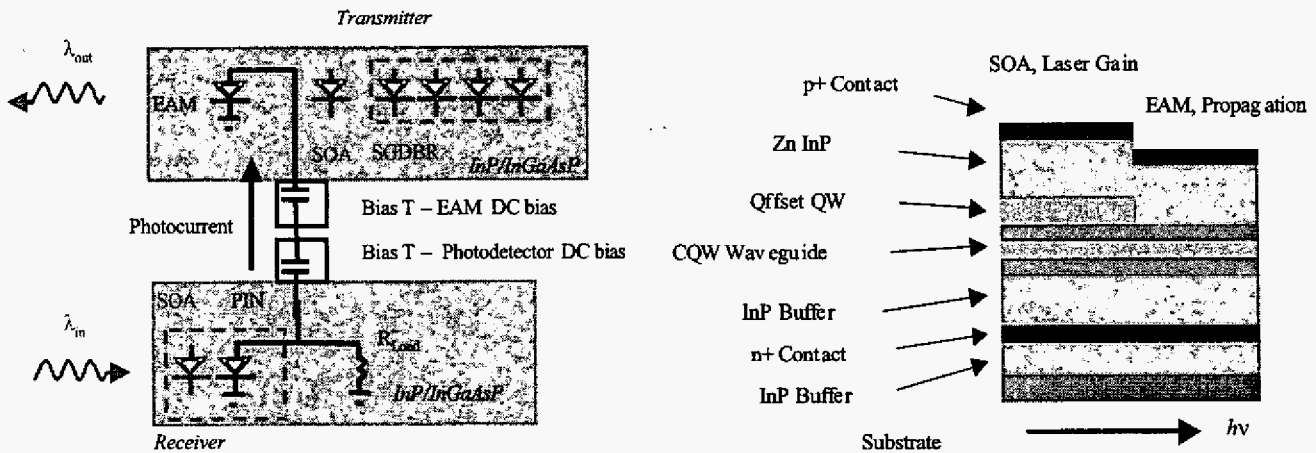 Transmitter
λout
EAM
SOA
SGDBR
InP/InGaAsP
Bias T – EAM DC bias
Photocurrent
Bias T – Photodetector DC bias
SOA
PIN
λin
RLoad
InP/InGaAsP
Receiver
SOA, Laser Gain
p+ Contact
EAM, Propagation
Zn InP
Qffset QW
CQW Waveguide
InP Buffer
n+ Contact
InP Buffer
Substrate
hν